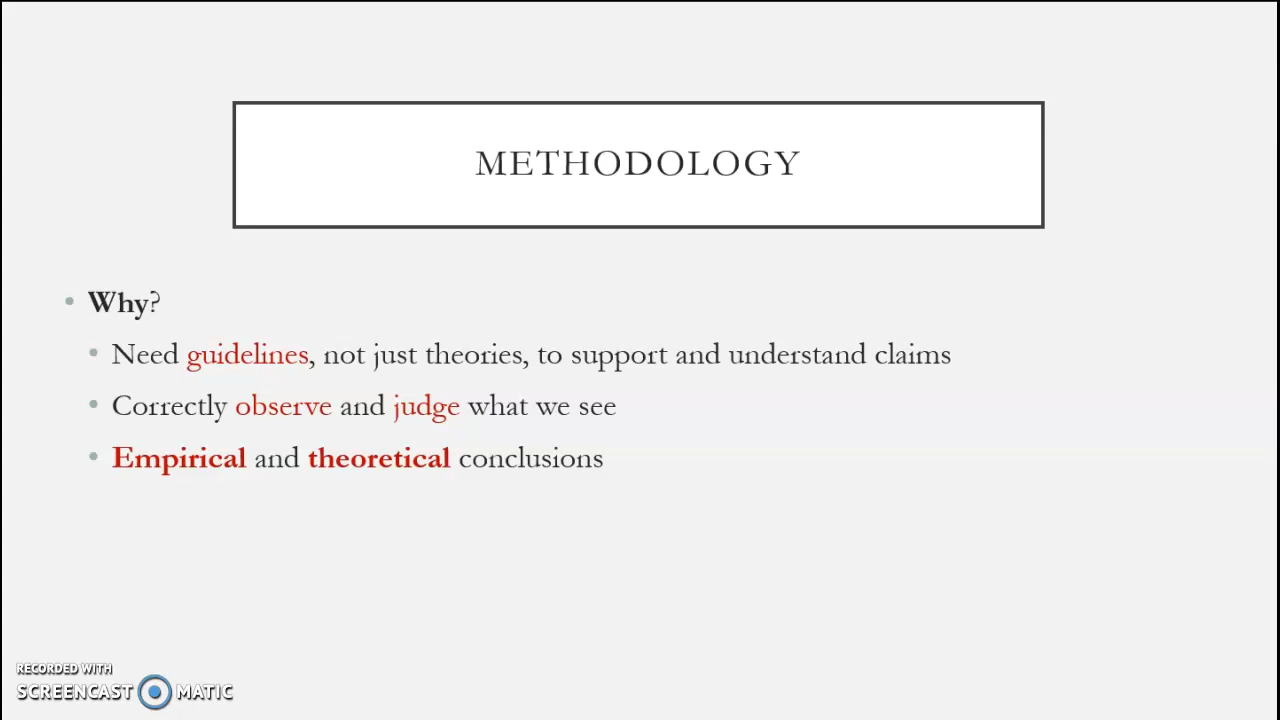 METHODOLOGY
• Why?
• Need guidelines, not just theories, to support and understand claims
• Correctly observe and judge what we see
• Empirical and theoretical conclusions
RECORDED WITH
SCREENCAST MATIC